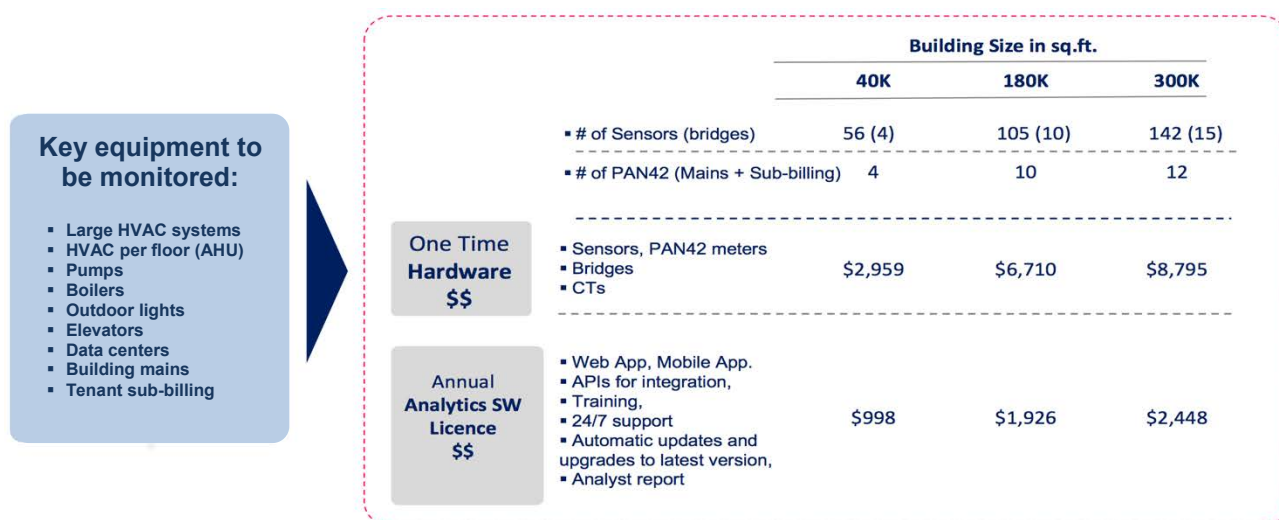 Key equipment to
be monitored:
▪ Large HVAC systems
▪ HVAC per floor (AHU)
▪ Pumps
▪ Boilers
▪ Outdoor lights
▪ Elevators
▪ Data centers
▪ Building mains
▪ Tenant sub-billing
Building Size in sq.ft.
40K 180K 300K
▪ # of Sensors (bridges) 56 (4) 105 (10) 142 (15)
▪ # of PAN42 (Mains + Sub-billing) 4 10 12
One Time
Hardware
$$
▪ Sensors, PAN42 meters
▪ Bridges
▪ CTs
$2,959 $6,710 $8,795
Annual
Analytics SW
Licence
$$
▪ Web App, Mobile App.
▪ APIs for integration,
▪ Training,
▪ 24/7 support
▪ Automatic updates and
upgrades to latest version,
▪ Analyst report
$998 $1,926 $2,448